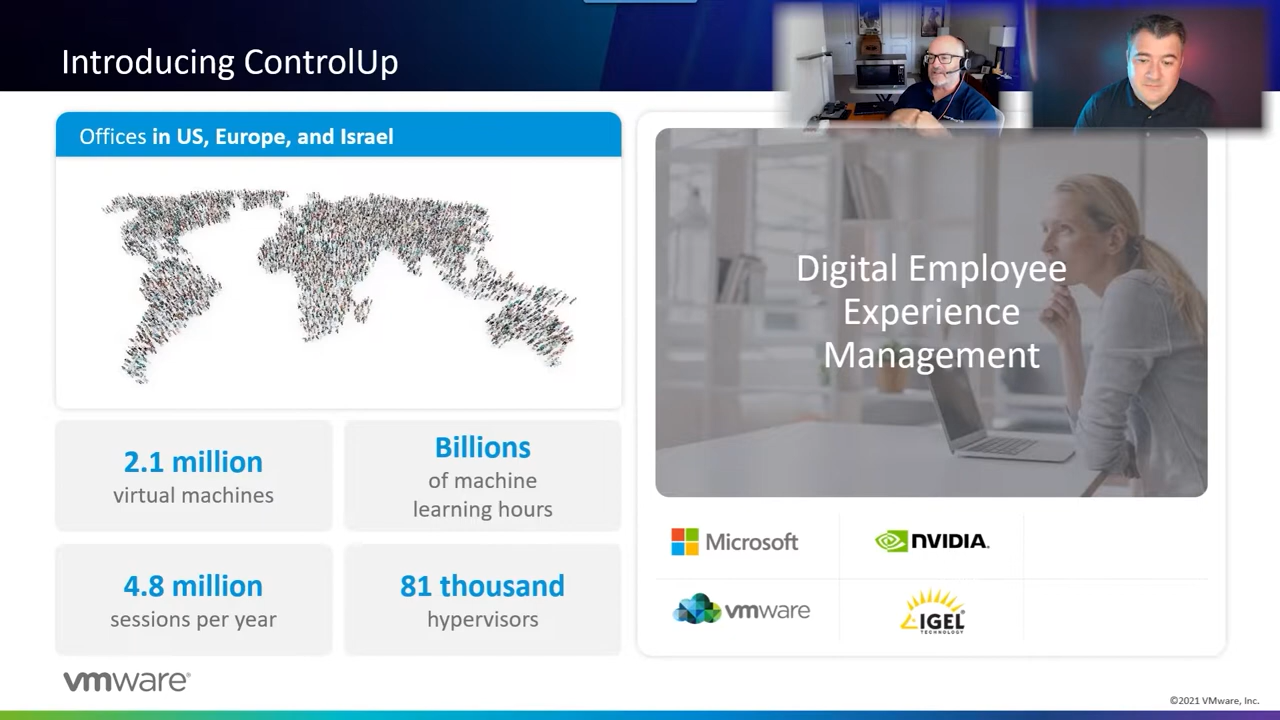 Introducing ControlUp
Offices in US, Europe, and Israel
2.1 million
virtual machines
Billions
of machine
learning hours
4.8 million
sessions per year
81 thousand
hypervisors
Digital Employee
Experience
Management
Microsoft
NVIDIA.
vmware
IGEL
TECHNOLOGY
vmware®
©2021 VMware, Inc.